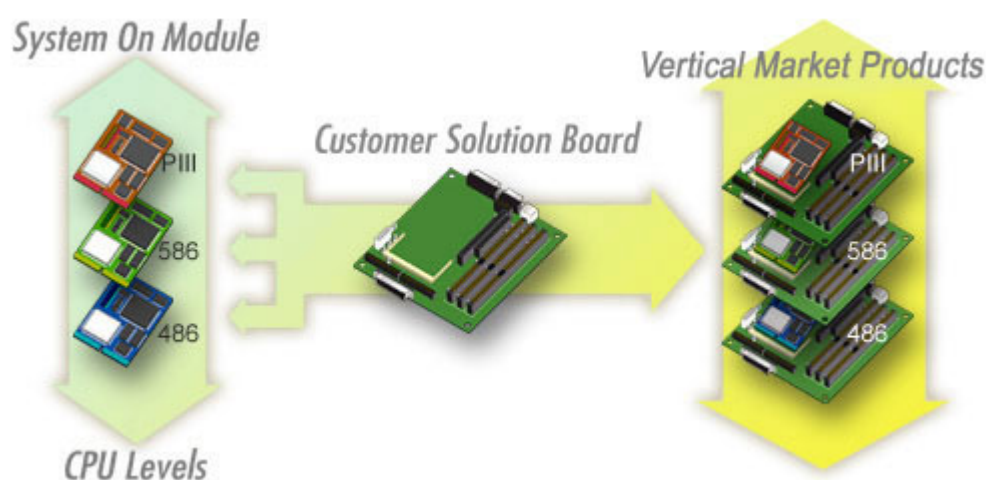 System On Module
PIII
586
486
CPU Levels
Customer Solution Board
Vertical Market Products
PIII
586
486